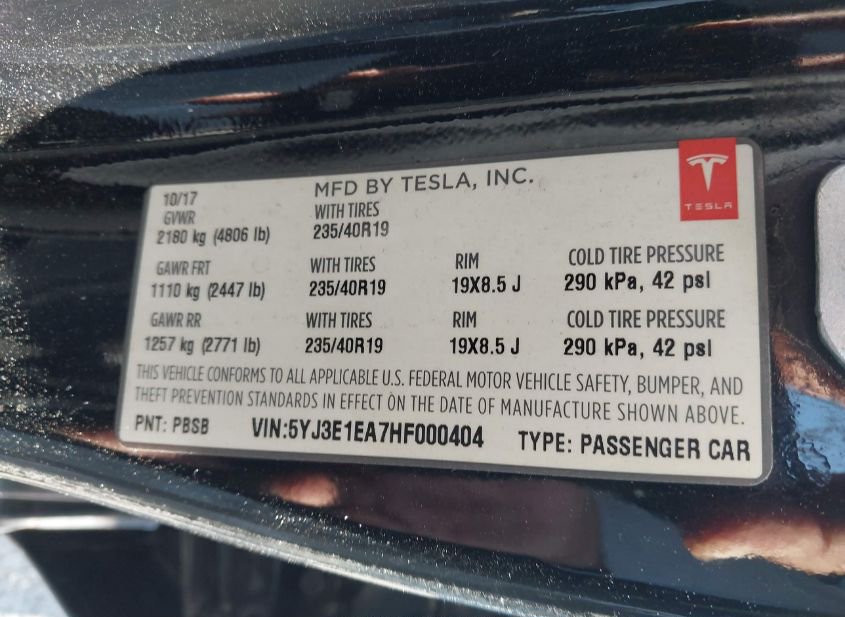 10/17
MFD BY TESLA, INC.
TESLA
GVWR WITH TIRES
2180 kg (4806 lb) 235/40R19
GAWR FRT WITH TIRES RIM COLD TIRE PRESSURE
1110 kg (2447 lb) 235/40R19 19X8.5 J 290 kPa, 42 psi
GAWR RR WITH TIRES RIM COLD TIRE PRESSURE
1257 kg (2771 lb) 235/40R19 19X8.5 J 290 kPa, 42 psi
THIS VEHICLE CONFORMS TO ALL APPLICABLE U.S. FEDERAL MOTOR VEHICLE SAFETY, BUMPER, AND
THEFT PREVENTION STANDARDS IN EFFECT ON THE DATE OF MANUFACTURE SHOWN ABOVE.
PNT: PBSB VIN:5YJ3E1EA7HF000404 TYPE: PASSENGER CAR